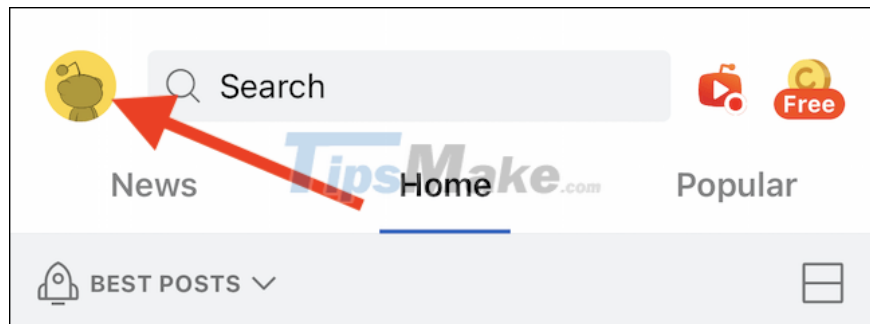 Search
C
Free
TipsMake.com
News
Home
Popular
BEST POSTS